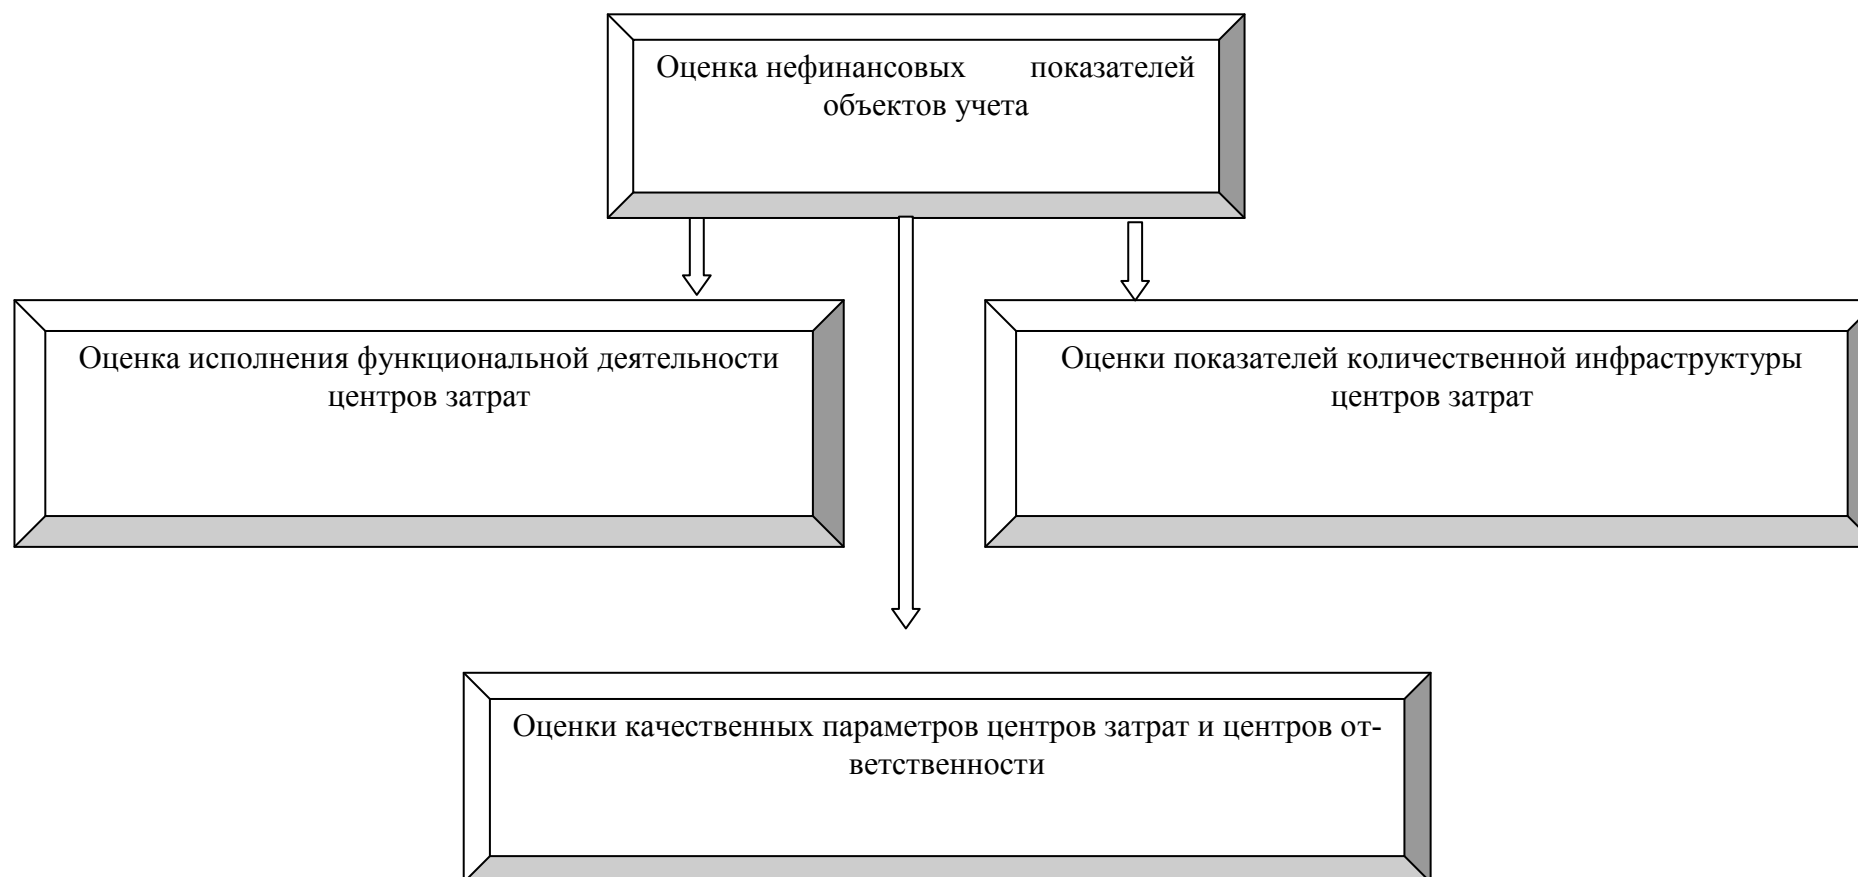 Оценка нефинансовых показателей
объектов учета
Оценка исполнения функциональной деятельности
центров затрат
Оценки показателей количественной инфраструктуры
центров затрат
Оценки качественных параметров центров затрат и центров от-
ветственности